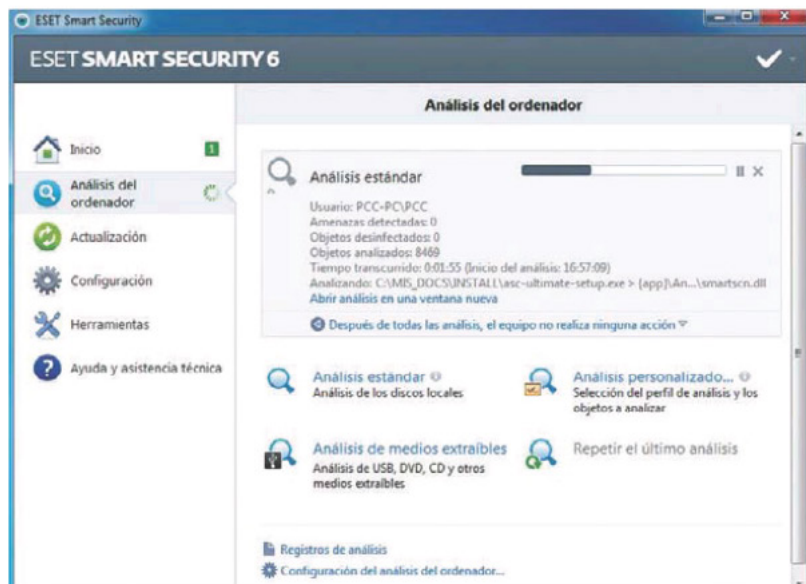 ESET Smart Security
ESET SMART SECURITY 6
Análisis del ordenador
Inicio
1
Análisis del
ordenador
Actualización
Configuración
Herramientas
Ayuda y asistencia técnica
Análisis estándar
Usuario: PCC-PC\PCC
Amenazas detectadas: 0
Objetos desinfectados: 0
Objetos analizados: 8469
Tiempo transcurrido: 0:01:55 (Inicio del análisis: 16:57:09)
Analizando: C:\MIS_DOCS\INSTALL\asc-ultimate-setup.exe > {app}\An...\smartscn.dll
Abrir análisis en una ventana nueva
Después de todas las análisis, el equipo no realiza ninguna acción
Análisis estándar
Análisis de los discos locales
Análisis personalizado...
Selección del perfil de análisis y los
objetos a analizar
Análisis de medios extraíbles
Análisis de USB, DVD, CD y otros
medios extraíbles
Repetir el último análisis
Registros de análisis
Configuración del análisis del ordenador...